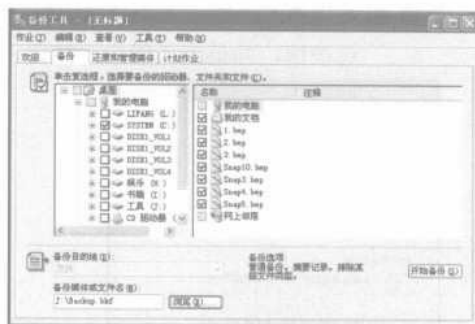 备份工具 - [无标题]
作业(J) 编辑(E) 查看(V) 工具(T) 帮助(H)
欢迎 备份 还原和管理媒体 计划作业
单击复选框，选择要备份的驱动器、文件夹和文件(C)。
桌面
我的电脑
LIFANG (L:)
SYSTEM (C:)
DISK1_VOL1
DISK1_VOL2
DISK1_VOL3
DISK1_VOL4
娱乐 (H:)
书籍 (I:)
工具 (J:)
CD 驱动器 (
名称 注释
我的电脑
我的文档
1.bmp
2.bmp
3.bmp
Snap10.bmp
Snap3.bmp
Snap4.bmp
Snap5.bmp
网上邻居
备份目的地(B):
文件
备份媒体或文件名(M):
J:\Backup.bkf
浏览(W)...
备份选项:
普通备份。摘要记录。排除某些文件类型。
开始备份(S)